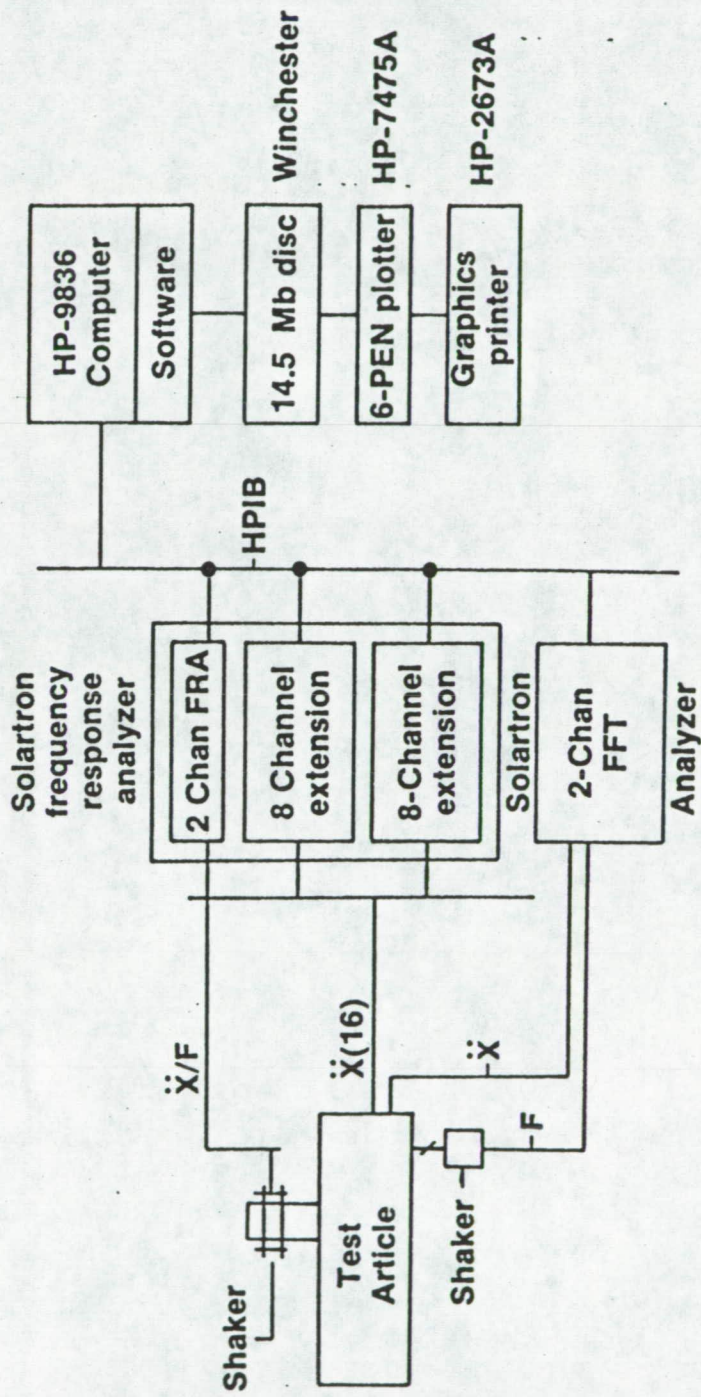 Shaker
Test
Article
Shaker
Ẍ/F
Ẍ(16)
Ẍ
F
Solartron
frequency
response
analyzer
2 Chan FRA
8 Channel
extension
8-Channel
extension
Solartron
2-Chan
FFT
Analyzer
HPIB
HP-9836
Computer
Software
14.5 Mb disc
Winchester
6-PEN plotter
HP-7475A
Graphics
printer
HP-2673A